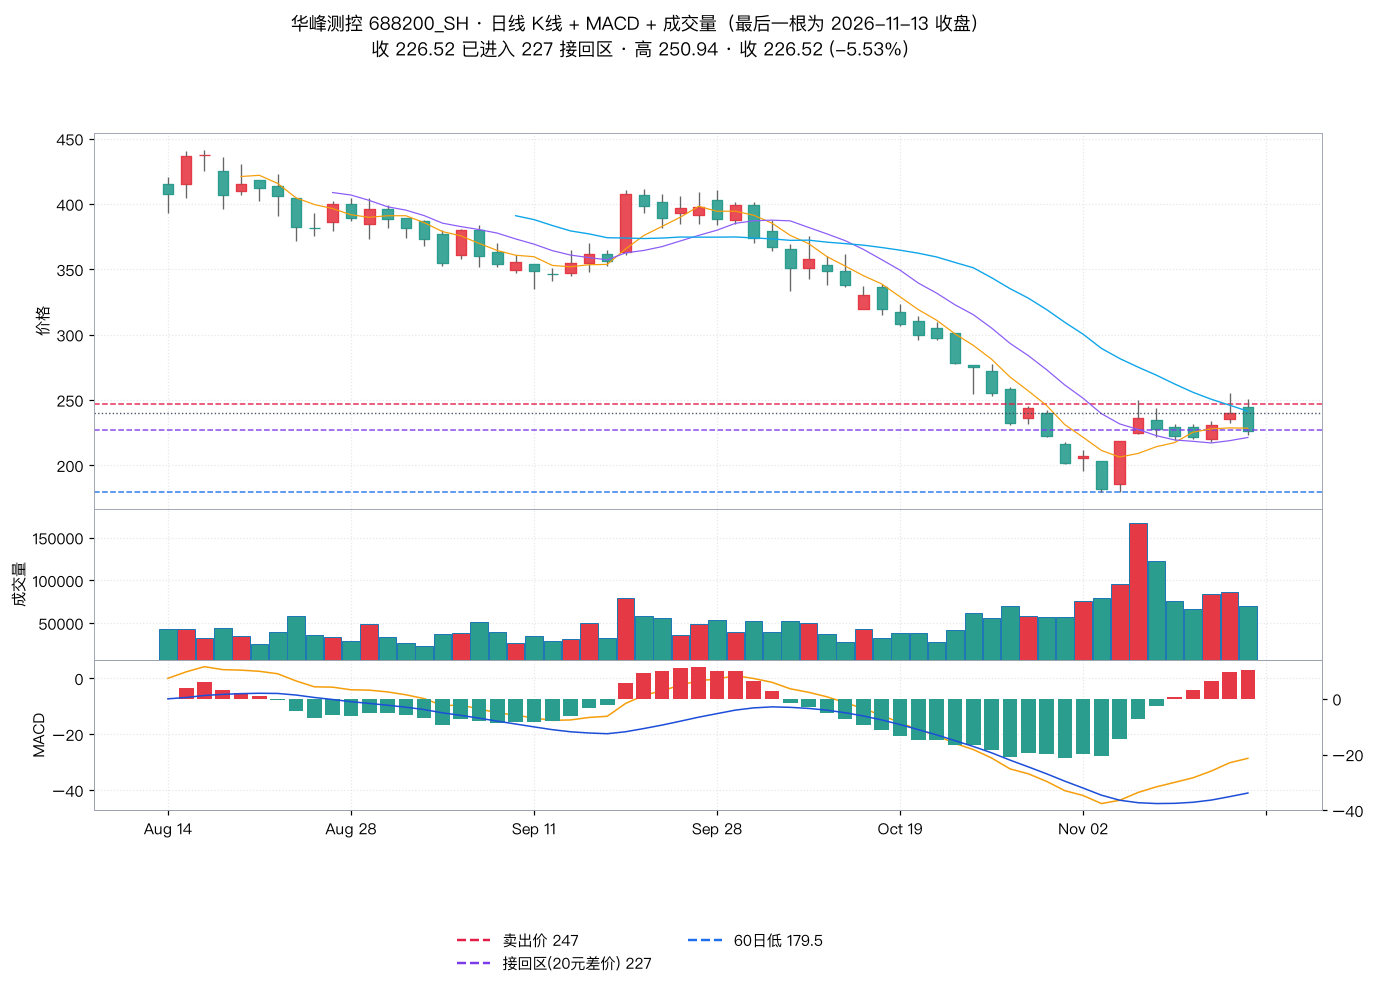 华峰测控 688200_SH · 日线 K线 + MACD + 成交量（最后一根为 2026−11−13 收盘）
收 226.52 已进入 227 接回区 · 高 250.94 · 收 226.52 (−5.53%)
450
400
350
300
250
200
价格
150000
100000
50000
成交量
0
−20
−40
MACD
0
−20
−40
Aug 14
Aug 28
Sep 11
Sep 28
Oct 19
Nov 02
卖出价 247
接回区(20元差价) 227
60日低 179.5